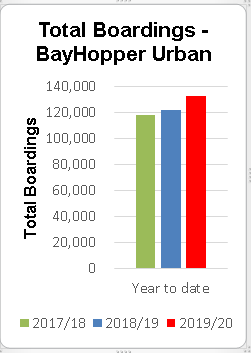 Total Boardings -
BayHopper Urban
Total Boardings
140,000
120,000
100,000
80,000
60,000
40,000
20,000
0
Year to date
2017/18 2018/19 2019/20